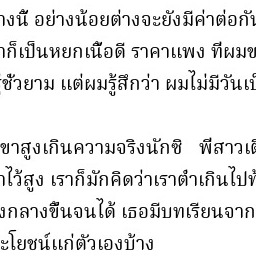 างนี้ อย่างน้อยต่างจะยังมีค่าต่อกัน
าก็เป็นหยกเนื้อดี ราคาแพง ที่ผมข
ชั่วยาม แต่ผมรู้สึกว่า ผมไม่มีวันเป็
ขาสูงเกินความจริงนักซิ พี่สาวเดี
าไว้สูง เราก็มักคิดว่าเราต่ำเกินไปที่
งกลางขึ้นจนได้ เธอมีบทเรียนจาก
ะโยชน์แก่ตัวเองบ้าง